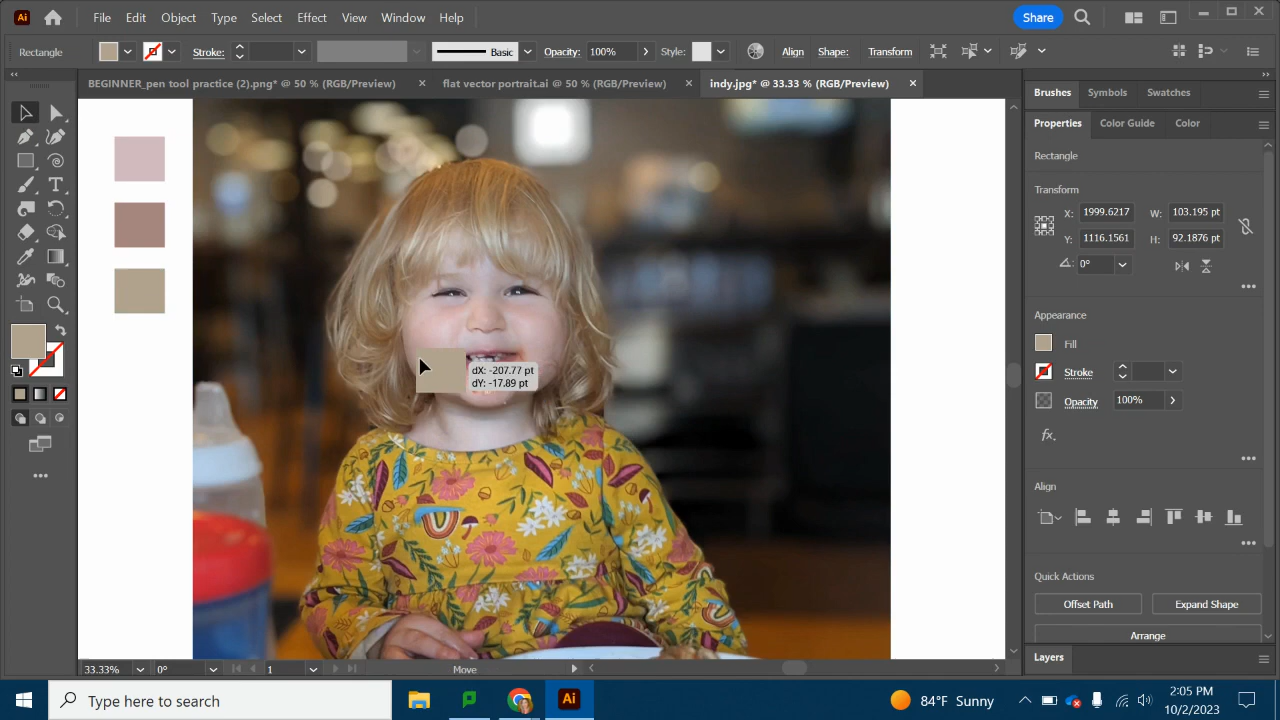 Ai File Edit Object Type Select Effect View Window Help Share
Rectangle Stroke: Basic Opacity: 100% Style: Align Shape: Transform
BEGINNER_pen tool practice (2).png* @ 50 % (RGB/Preview) × flat vector portrait.ai @ 50 % (RGB/Preview) × indy.jpg* @ 33.33 % (RGB/Preview) ×
Brushes Symbols Swatches
Properties Color Guide Color
Rectangle
Transform
X: 1999.6217 W: 103.195 pt
Y: 1116.1561 H: 92.1876 pt
0°
Appearance
Fill
Stroke
Opacity 100%
fx
Align
Quick Actions
Offset Path Expand Shape
Arrange
Layers
dX: -207.77 pt
dY: -17.89 pt
33.33% 0° 1 Move
Type here to search Ai 84°F Sunny 2:05 PM
10/2/2023